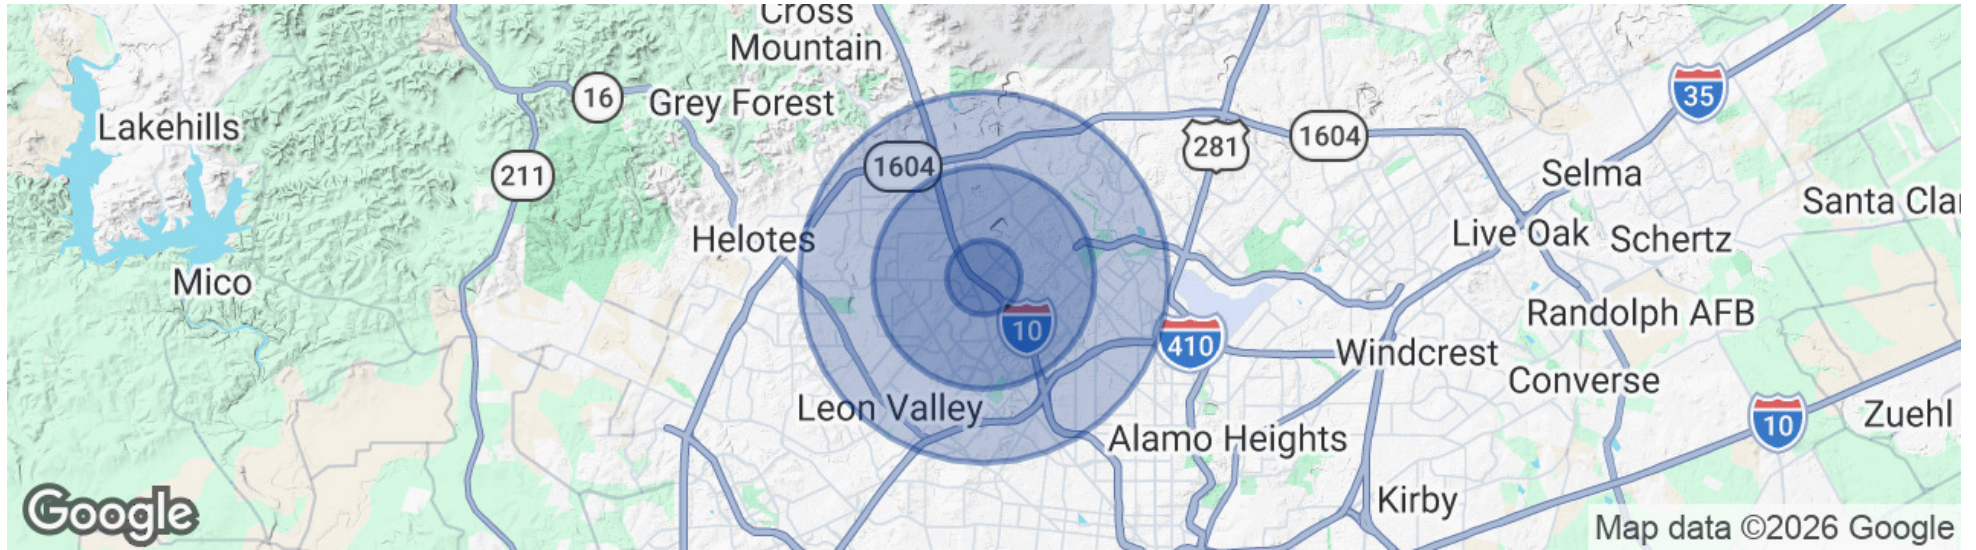 Cross
Mountain
16
Grey Forest
35
Lakehills
1604
281
1604
211
Selma
Santa Clar
Helotes
Live Oak
Schertz
Mico
10
Randolph AFB
410
Windcrest
Converse
Leon Valley
10
Zuehl
Alamo Heights
Kirby
Google
Map data ©2026 Google